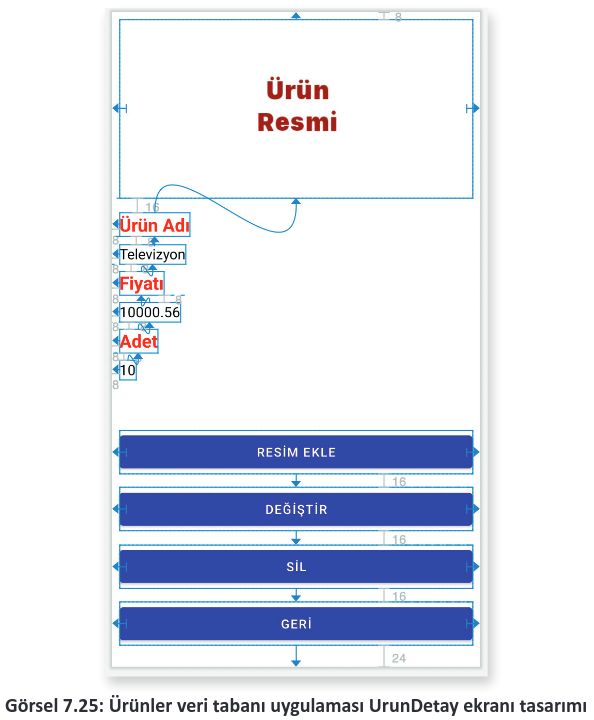 8
Ürün
Resmi
16
Ürün Adı
8
Televizyon
8
Fiyatı
8
8
10000.56
8
Adet
8
10
8
RESİM EKLE
16
DEĞİŞTİR
16
SİL
16
GERİ
24
Görsel 7.25: Ürünler veri tabanı uygulaması UrunDetay ekranı tasarımı